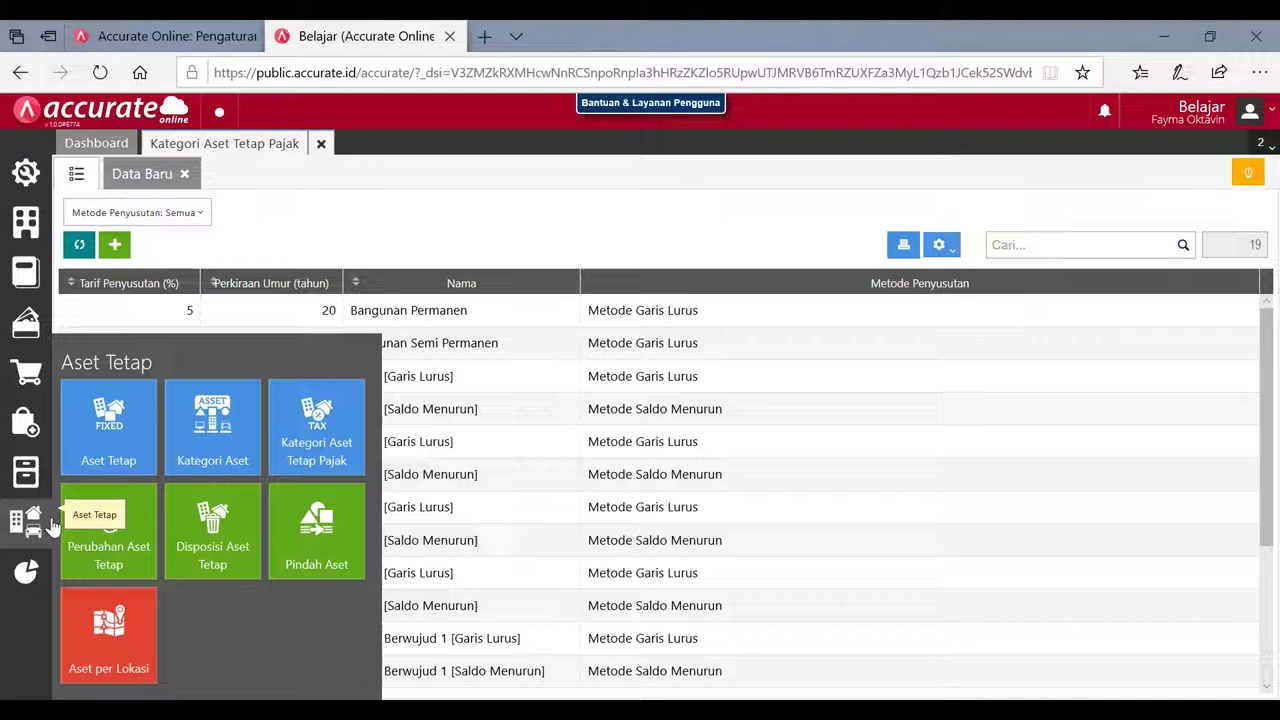 Accurate Online: Pengaturan
Belajar (Accurate Online
https://public.accurate.id/accurate/?_dsi=V3ZMZkRXMHcwNnRCSnpoRnpIa3hHRzZKZlo5RUpwUTJMRVB6TmRZUXFZa3MyL1Qzb1JCek52SWdvb
accurate
online
v 1.0.0#5774
Bantuan & Layanan Pengguna
Belajar
Fayma Oktavin
Dashboard
Kategori Aset Tetap Pajak
2
Data Baru
Metode Penyusutan: Semua
Cari...
19
Tarif Penyusutan (%) Perkiraan Umur (tahun) Nama Metode Penyusutan
5 20 Bangunan Permanen Metode Garis Lurus
unan Semi Permanen Metode Garis Lurus
[Garis Lurus] Metode Garis Lurus
[Saldo Menurun] Metode Saldo Menurun
[Garis Lurus] Metode Garis Lurus
[Saldo Menurun] Metode Saldo Menurun
[Garis Lurus] Metode Garis Lurus
[Saldo Menurun] Metode Saldo Menurun
[Garis Lurus] Metode Garis Lurus
[Saldo Menurun] Metode Saldo Menurun
Berwujud 1 [Garis Lurus] Metode Garis Lurus
Berwujud 1 [Saldo Menurun] Metode Saldo Menurun
Aset Tetap
FIXED
Aset Tetap
ASSET
Kategori Aset
TAX
Kategori Aset
Tetap Pajak
Aset Tetap
Perubahan Aset
Tetap
Disposisi Aset
Tetap
Pindah Aset
Aset per Lokasi